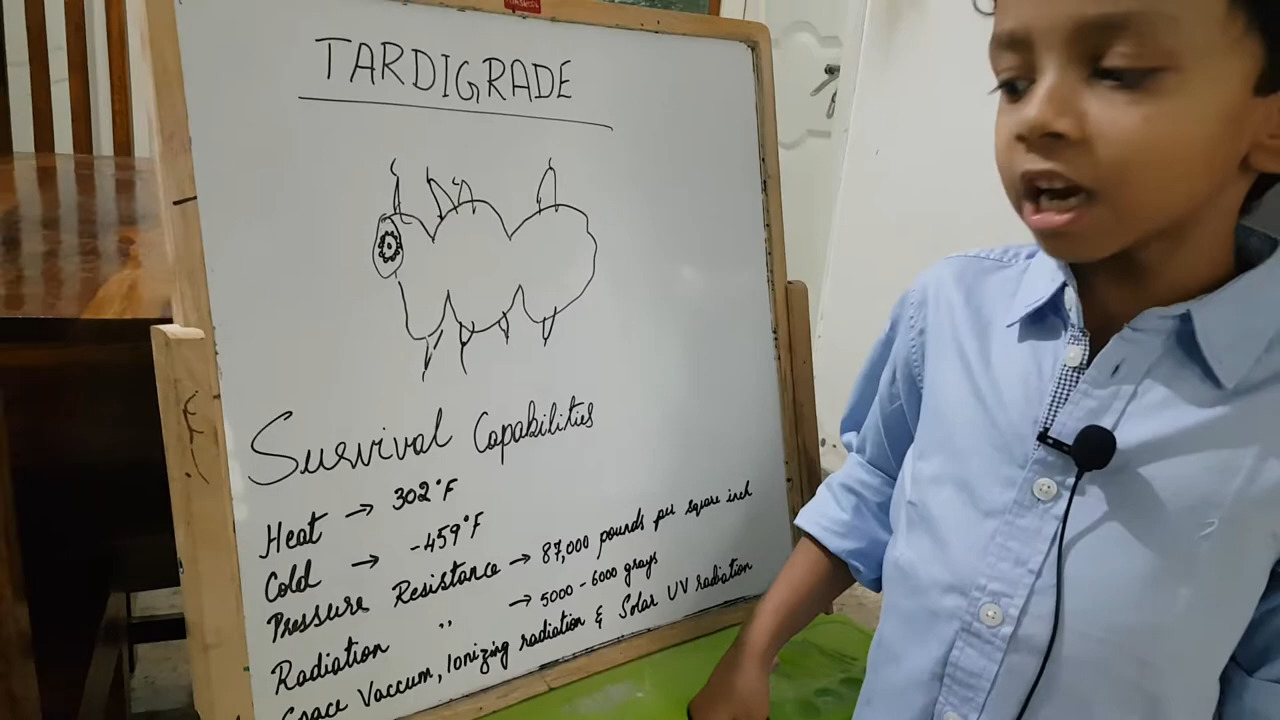 TARDIGRADE
Survival Capabilities
Heat → 302°F
Cold → -459°F
Pressure Resistance → 87,000 pounds per square inch
Radiation ,, → 5000 - 6000 grays
Space Vaccum, Ionizing radiation & Solar UV radiation